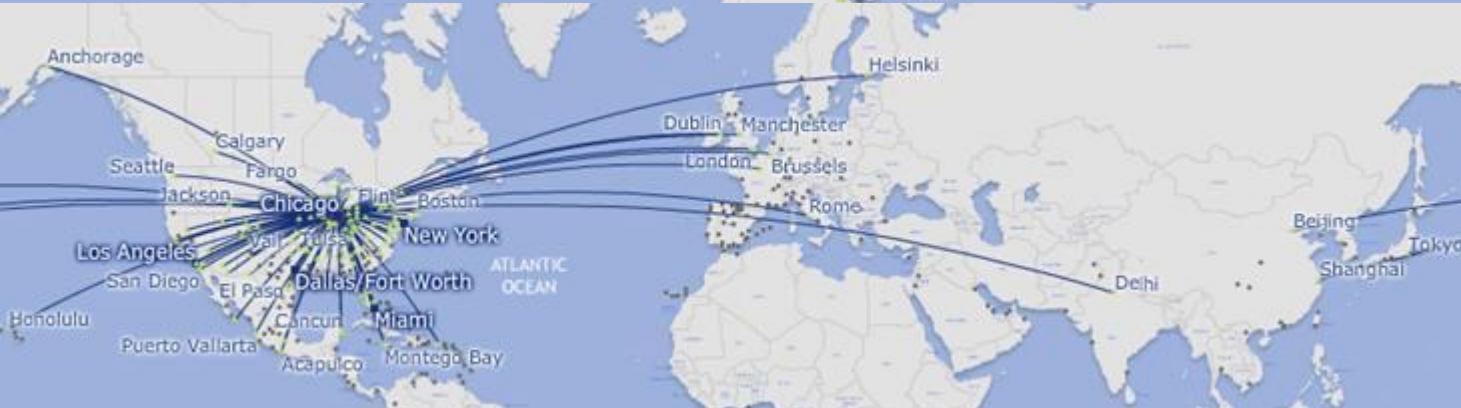 Anchorage
Helsinki
Dublin
Manchester
Calgary
London
Brussels
Seattle
Fargo
Jackson
Flint
Boston
Chicago
Rome
Beijing
New York
Tokyo
Vail
Tulsa
Los Angeles
ATLANTIC
OCEAN
Shanghai
San Diego
El Paso
Dallas/Fort Worth
Delhi
Honolulu
Cancun
Miami
Puerto Vallarta
Acapulco
Montego Bay